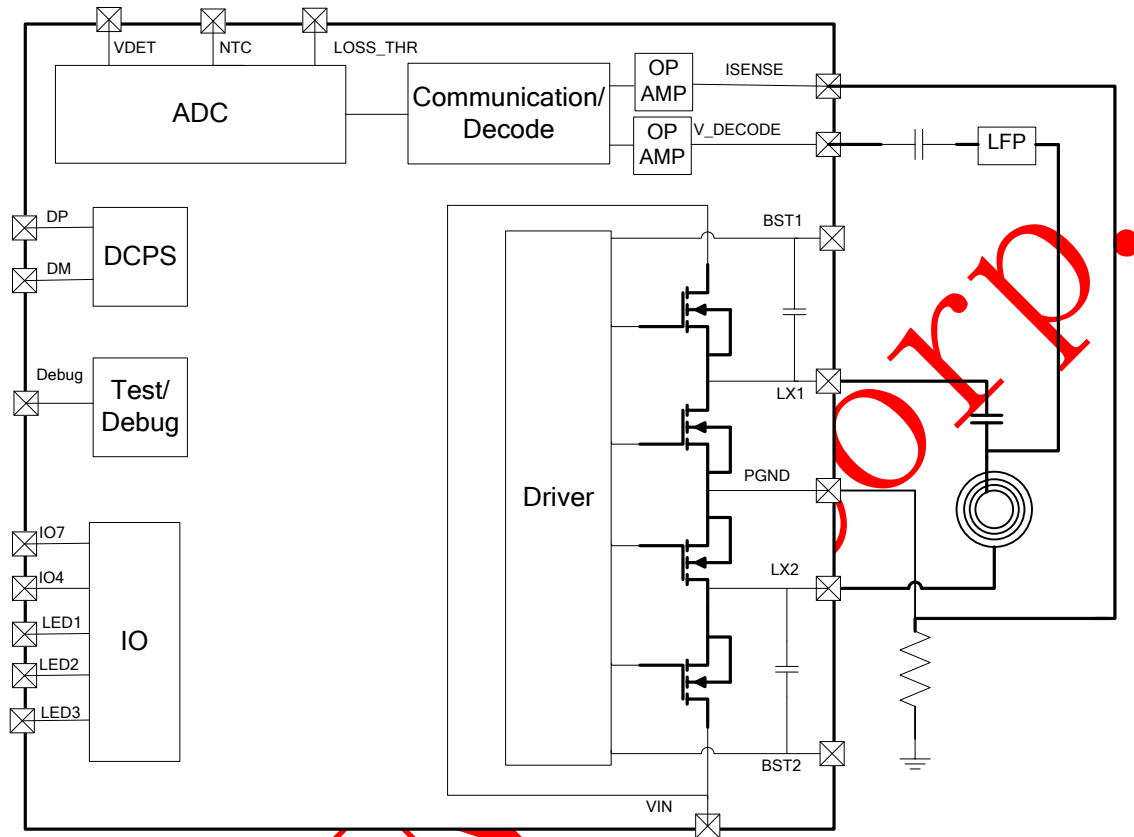 VDET
NTC
LOSS_THR
ADC
Communication/
Decode
OP
AMP
ISENSE
OP
AMP
V_DECODE
LFP
DP
DM
DCPS
BST1
Debug
Test/
Debug
LX1
Driver
PGND
IO7
IO4
LED1
LED2
LED3
IO
LX2
BST2
VIN
orp.